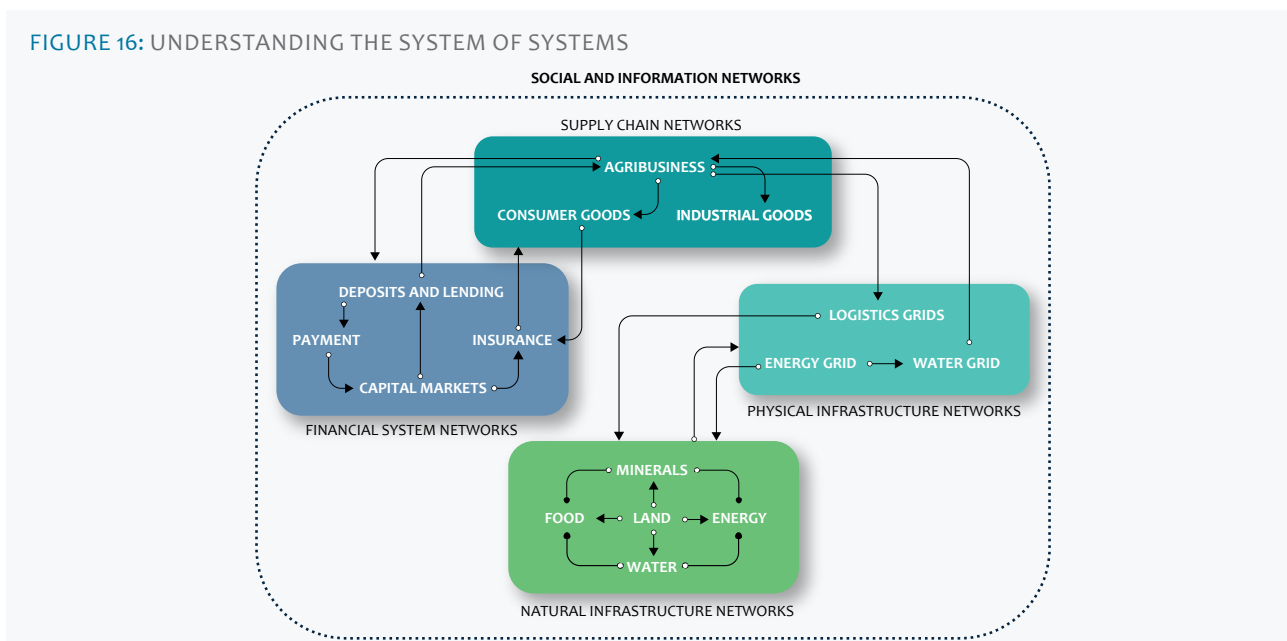 FIGURE 16: UNDERSTANDING THE SYSTEM OF SYSTEMS
SOCIAL AND INFORMATION NETWORKS
SUPPLY CHAIN NETWORKS
AGRIBUSINESS
CONSUMER GOODS
INDUSTRIAL GOODS
DEPOSITS AND LENDING
PAYMENT
INSURANCE
CAPITAL MARKETS
FINANCIAL SYSTEM NETWORKS
LOGISTICS GRIDS
ENERGY GRID
WATER GRID
PHYSICAL INFRASTRUCTURE NETWORKS
MINERALS
FOOD
LAND
ENERGY
WATER
NATURAL INFRASTRUCTURE NETWORKS